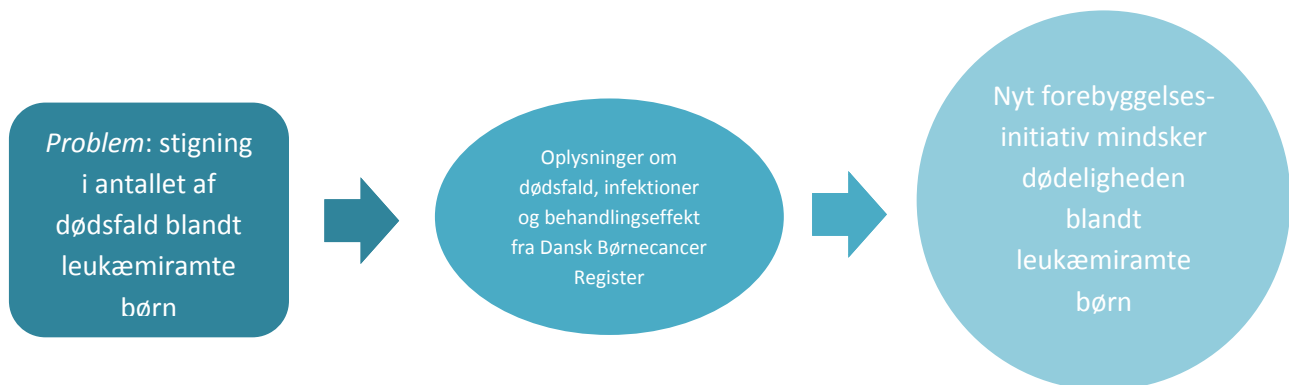 Problem: stigning
i antallet af
dødsfald blandt
leukæmiramte
børn
Oplysninger om
dødsfald, infektioner
og behandlingseffekt
fra Dansk Børnecancer
Register
Nyt forebyggelses-
initiativ mindsker
dødeligheden
blandt
leukæmiramte
børn